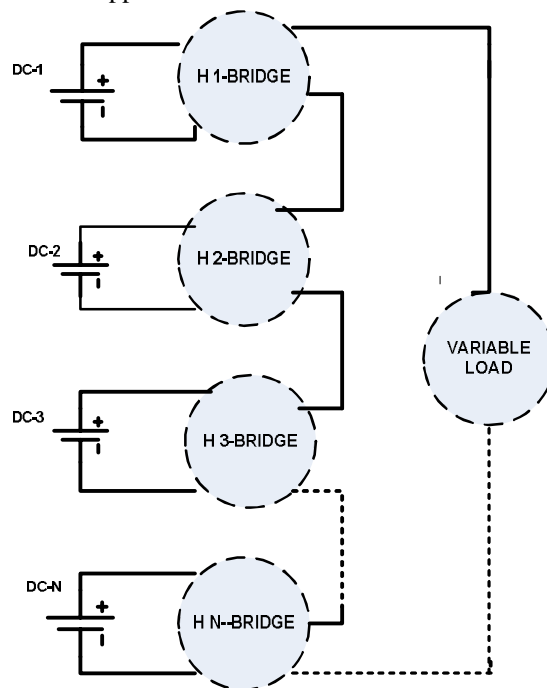 DC-1
+
H 1-BRIDGE
DC-2
+
H 2-BRIDGE
VARIABLE
LOAD
DC-3
+
H 3-BRIDGE
DC-N
+
H N--BRIDGE